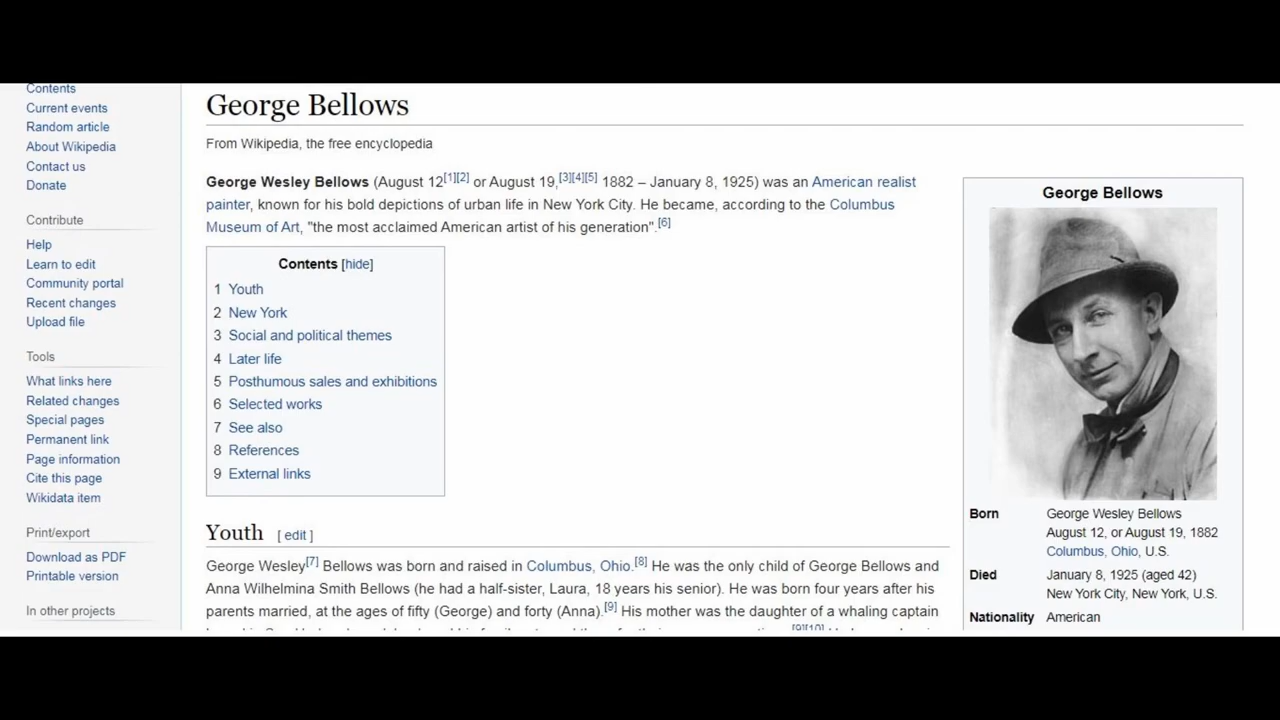 Contents
Current events
Random article
About Wikipedia
Contact us
Donate
Contribute
Help
Learn to edit
Community portal
Recent changes
Upload file
Tools
What links here
Related changes
Special pages
Permanent link
Page information
Cite this page
Wikidata item
Print/export
Download as PDF
Printable version
In other projects
George Bellows
From Wikipedia, the free encyclopedia
George Wesley Bellows (August 12[1][2] or August 19,[3][4][5] 1882 – January 8, 1925) was an American realist
painter, known for his bold depictions of urban life in New York City. He became, according to the Columbus
Museum of Art, "the most acclaimed American artist of his generation".[6]
Contents [hide]
1 Youth
2 New York
3 Social and political themes
4 Later life
5 Posthumous sales and exhibitions
6 Selected works
7 See also
8 References
9 External links
Youth [ edit ]
George Wesley[7] Bellows was born and raised in Columbus, Ohio.[8] He was the only child of George Bellows and
Anna Wilhelmina Smith Bellows (he had a half-sister, Laura, 18 years his senior). He was born four years after his
parents married, at the ages of fifty (George) and forty (Anna).[9] His mother was the daughter of a whaling captain
George Bellows
Born George Wesley Bellows
August 12, or August 19, 1882
Columbus, Ohio, U.S.
Died January 8, 1925 (aged 42)
New York City, New York, U.S.
Nationality American